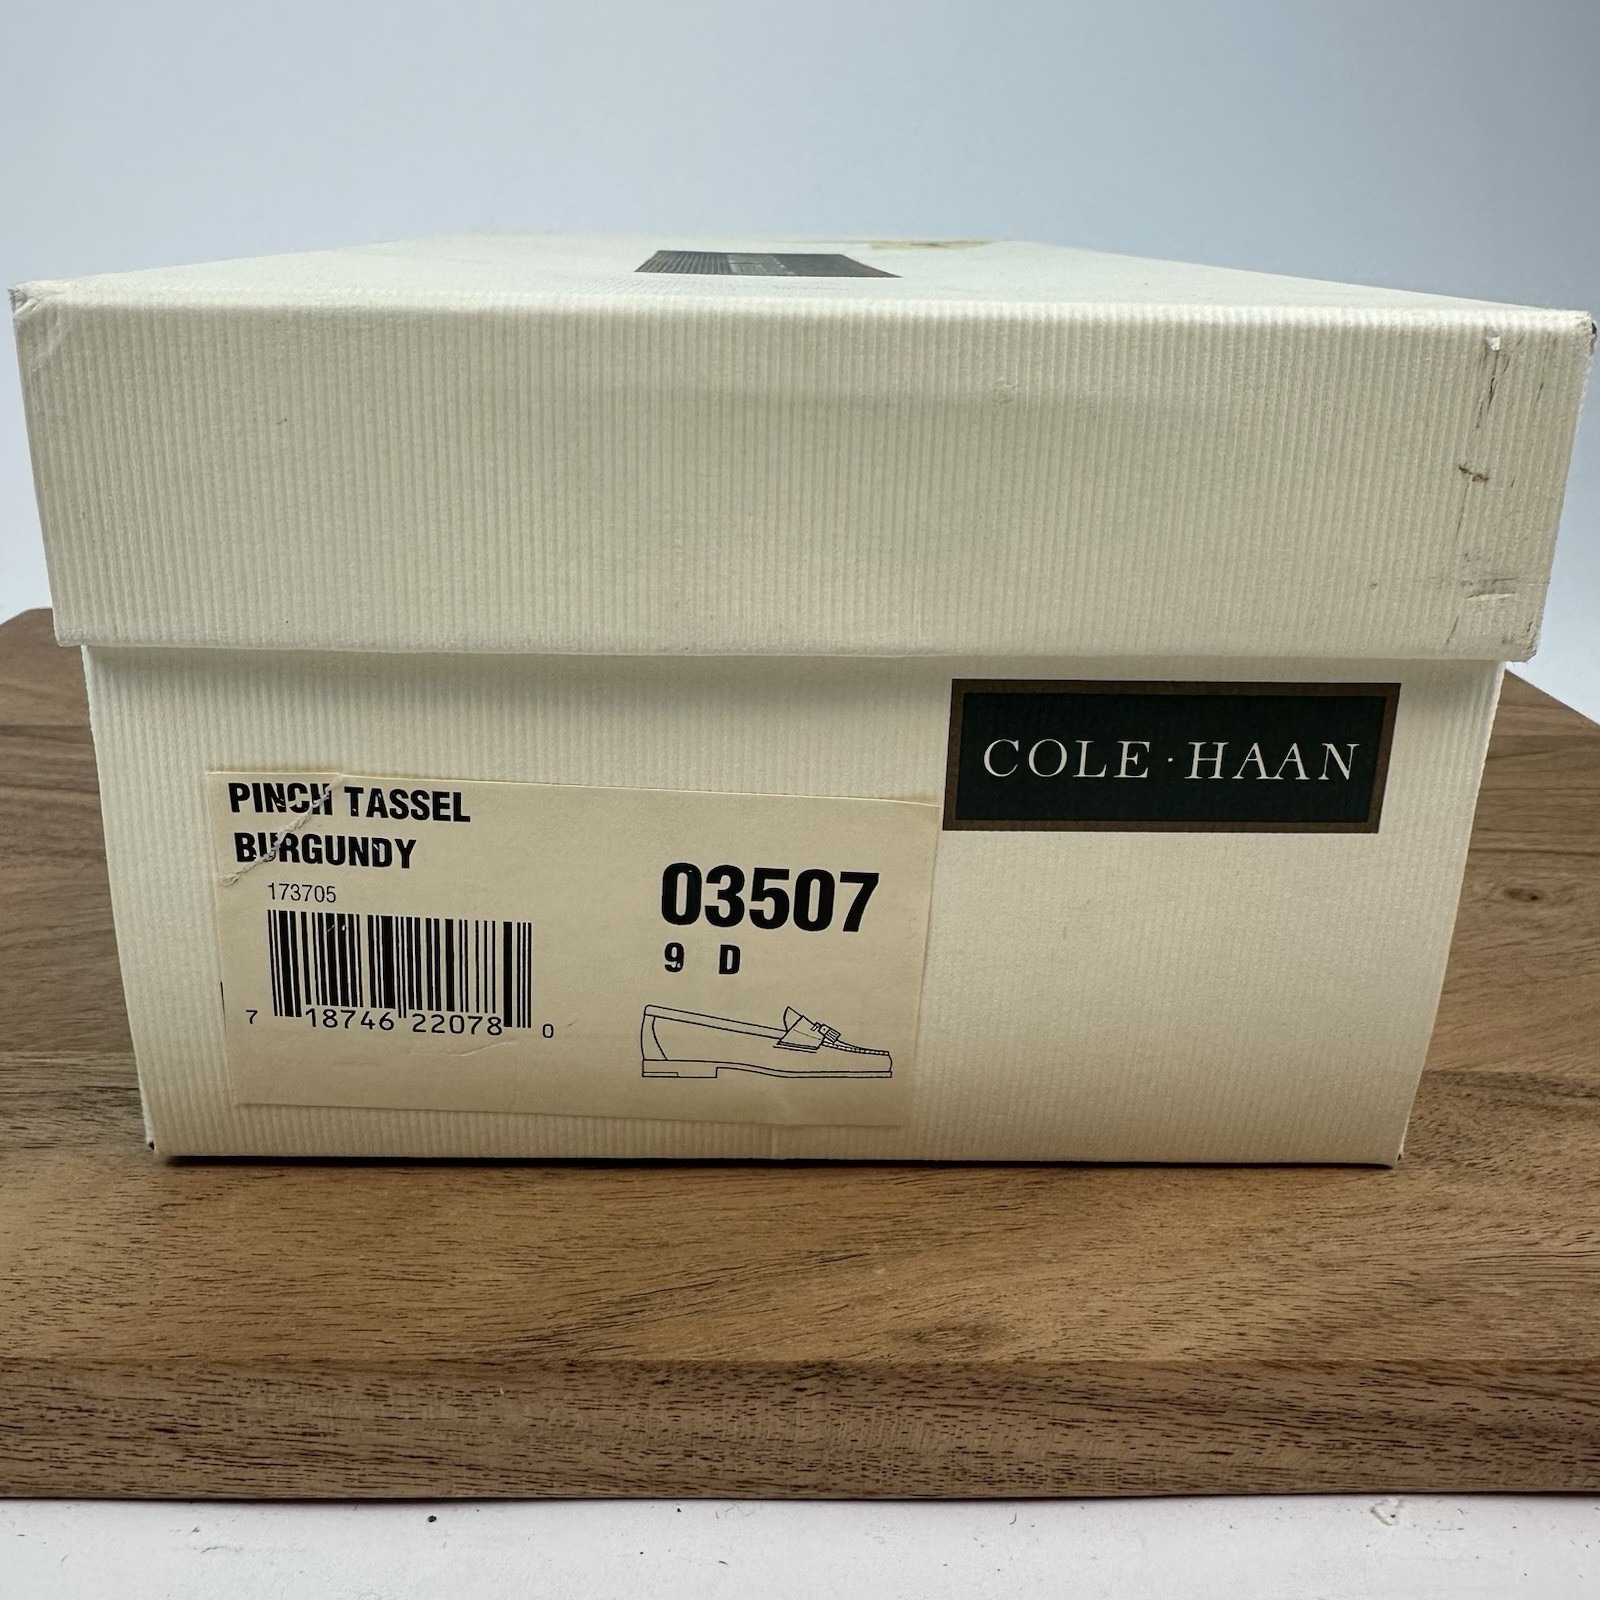 COLE·HAAN
PINCH TASSEL
BURGUNDY
173705
7 18746 22078 0
03507
9 D